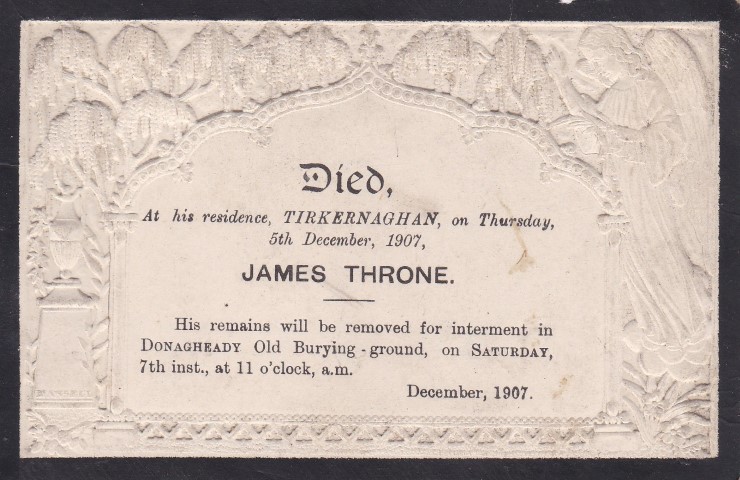 Died,
At his residence, TIRKERNAGHAN, on Thursday,
5th December, 1907,
JAMES THRONE.
His remains will be removed for interment in
DONAGHEADY Old Burying-ground, on SATURDAY,
7th inst., at 11 o'clock, a.m.
December, 1907.